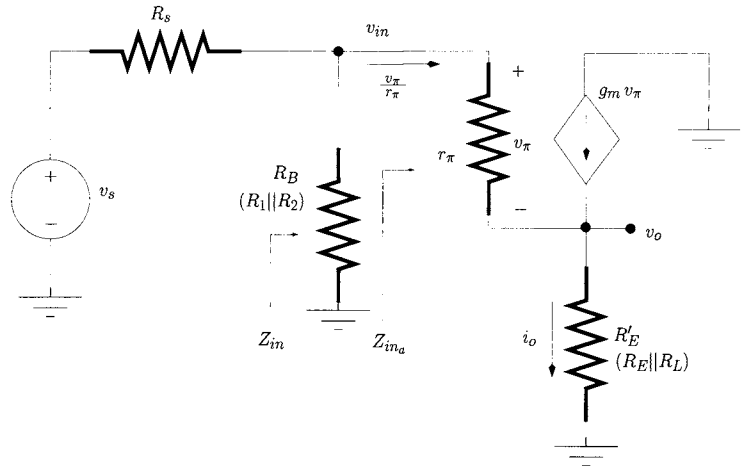 R_s
v_in
v_π / r_π
+
g_m v_π
r_π
v_π
−
+
−
v_s
R_B
(R_1||R_2)
v_o
Z_in
Z_in_a
i_o
R'_E
(R_E||R_L)